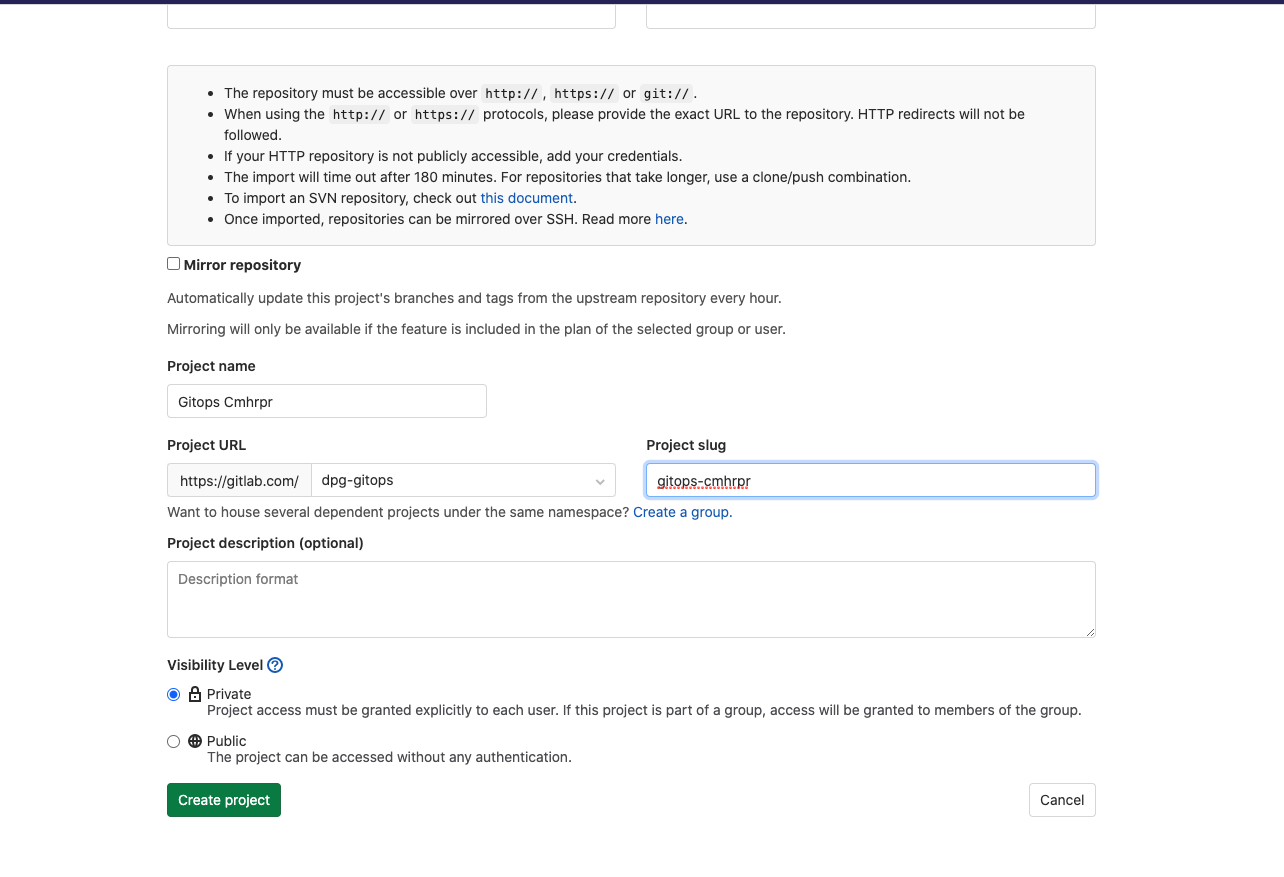 The repository must be accessible over http://, https:// or git://.
When using the http:// or https:// protocols, please provide the exact URL to the repository. HTTP redirects will not be
followed.
If your HTTP repository is not publicly accessible, add your credentials.
The import will time out after 180 minutes. For repositories that take longer, use a clone/push combination.
To import an SVN repository, check out this document.
Once imported, repositories can be mirrored over SSH. Read more here.
Mirror repository
Automatically update this project's branches and tags from the upstream repository every hour.
Mirroring will only be available if the feature is included in the plan of the selected group or user.
Project name
Gitops Cmhrpr
Project URL
https://gitlab.com/ dpg-gitops
Project slug
gitops-cmhrpr
Want to house several dependent projects under the same namespace? Create a group.
Project description (optional)
Description format
Visibility Level
Private
Project access must be granted explicitly to each user. If this project is part of a group, access will be granted to members of the group.
Public
The project can be accessed without any authentication.
Create project
Cancel